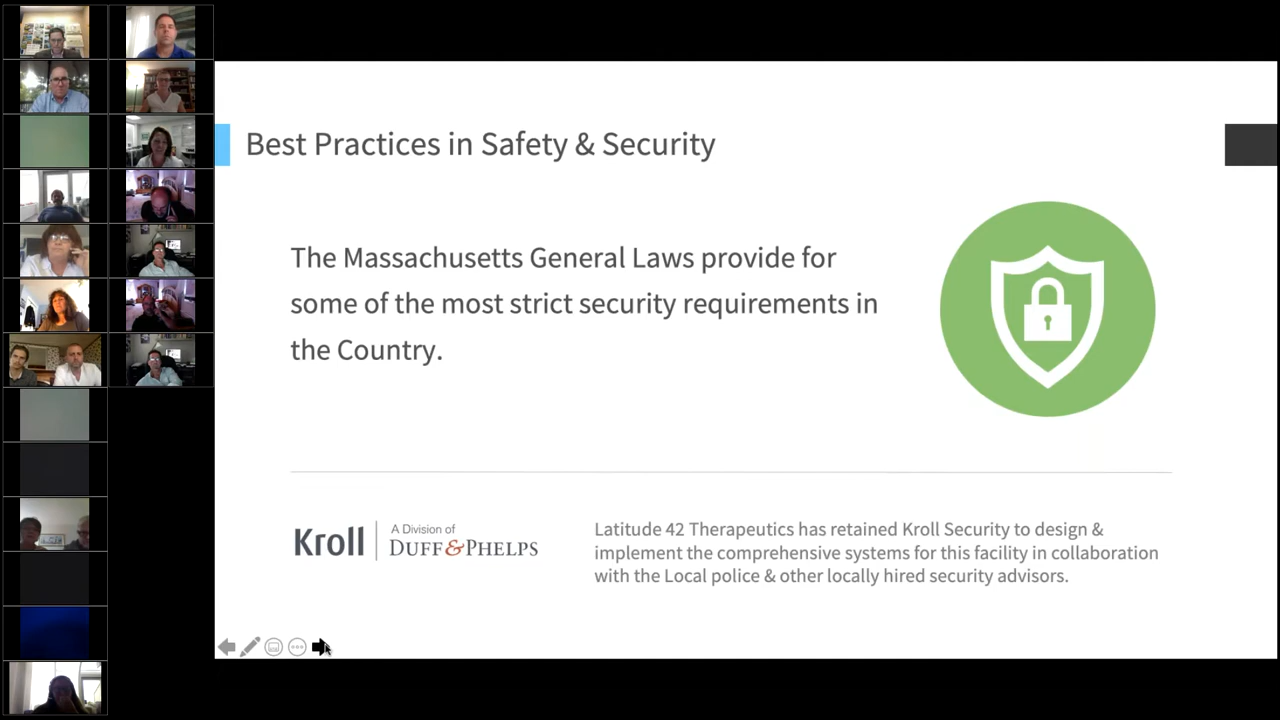 Best Practices in Safety & Security
The Massachusetts General Laws provide for
some of the most strict security requirements in
the Country.
Kroll
A Division of
DUFF&PHELPS
Latitude 42 Therapeutics has retained Kroll Security to design &
implement the comprehensive systems for this facility in collaboration
with the Local police & other locally hired security advisors.